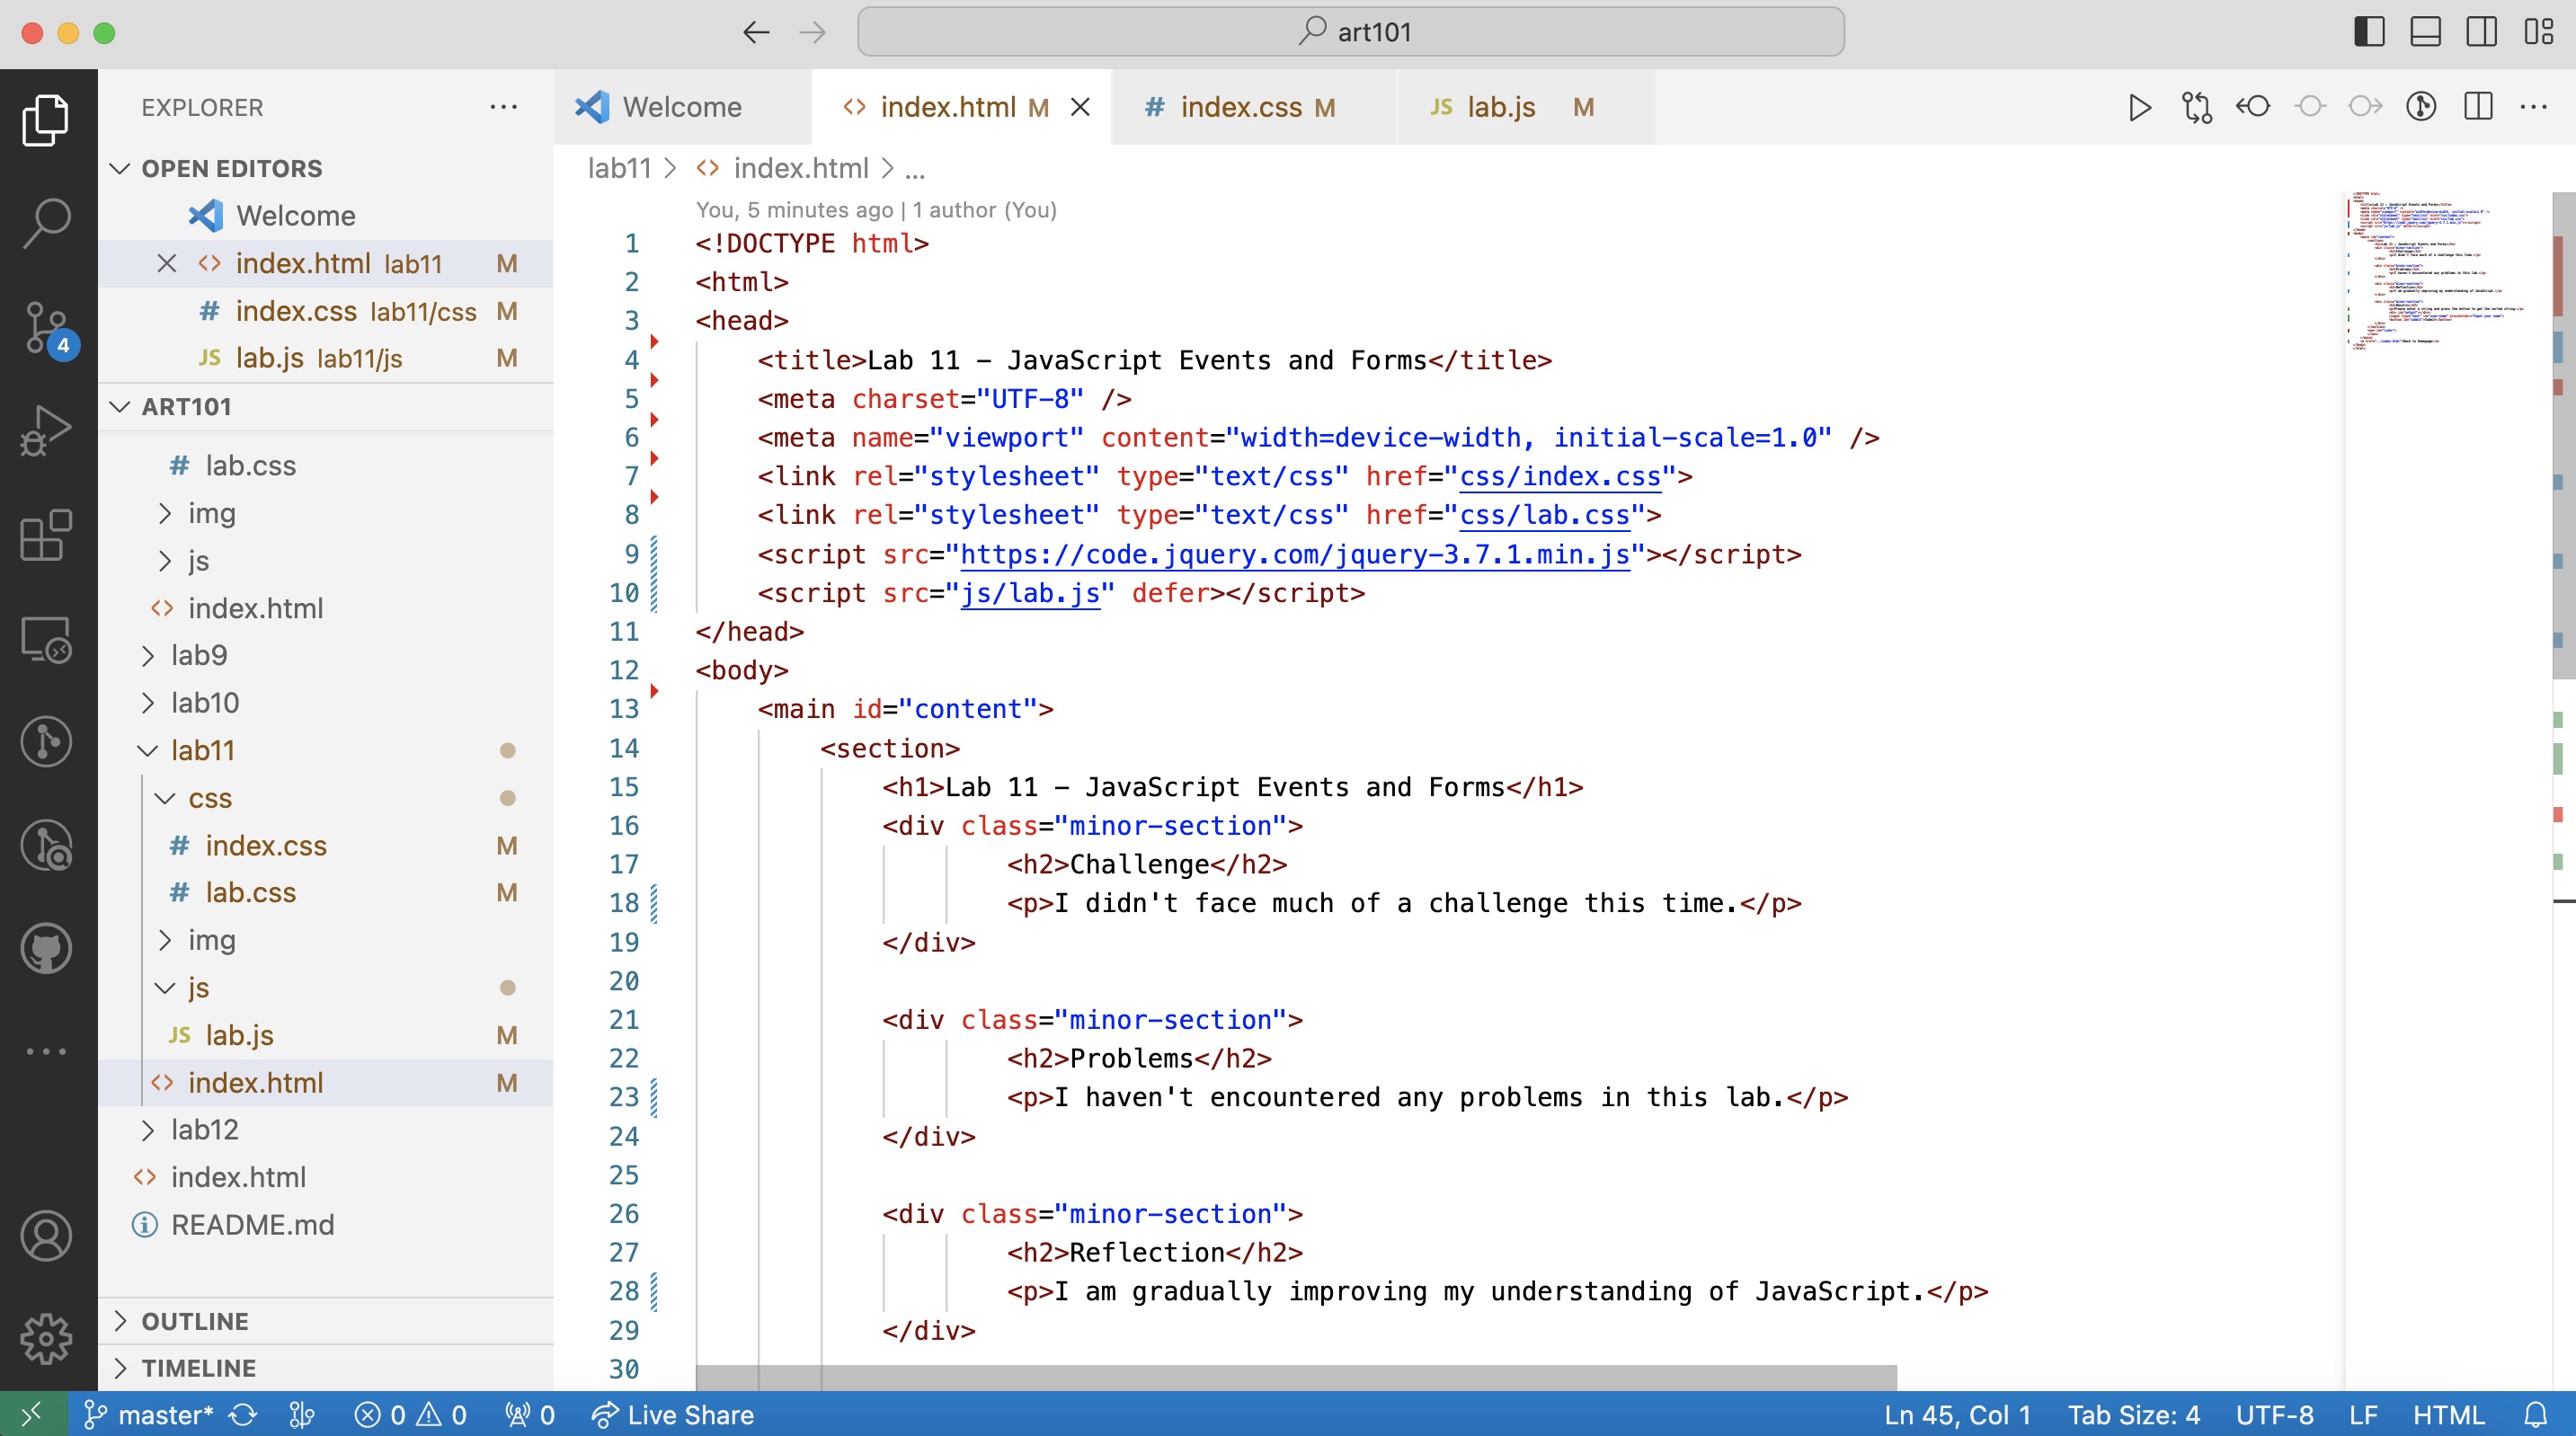 art101
EXPLORER
OPEN EDITORS
Welcome
index.html lab11 M
index.css lab11/css M
JS lab.js lab11/js M
ART101
# lab.css
img
js
index.html
lab9
lab10
lab11
css
# index.css M
# lab.css M
img
js
JS lab.js M
index.html M
lab12
index.html
README.md
OUTLINE
TIMELINE
4
Welcome
index.html M
# index.css M
JS lab.js M
lab11 > index.html > ...
You, 5 minutes ago | 1 author (You)
1 <!DOCTYPE html>
2 <html>
3 <head>
4 <title>Lab 11 - JavaScript Events and Forms</title>
5 <meta charset="UTF-8" />
6 <meta name="viewport" content="width=device-width, initial-scale=1.0" />
7 <link rel="stylesheet" type="text/css" href="css/index.css">
8 <link rel="stylesheet" type="text/css" href="css/lab.css">
9 <script src="https://code.jquery.com/jquery-3.7.1.min.js"></script>
10 <script src="js/lab.js" defer></script>
11 </head>
12 <body>
13 <main id="content">
14 <section>
15 <h1>Lab 11 - JavaScript Events and Forms</h1>
16 <div class="minor-section">
17 <h2>Challenge</h2>
18 <p>I didn't face much of a challenge this time.</p>
19 </div>
20
21 <div class="minor-section">
22 <h2>Problems</h2>
23 <p>I haven't encountered any problems in this lab.</p>
24 </div>
25
26 <div class="minor-section">
27 <h2>Reflection</h2>
28 <p>I am gradually improving my understanding of JavaScript.</p>
29 </div>
30
master* 0 0 0 Live Share Ln 45, Col 1 Tab Size: 4 UTF-8 LF HTML